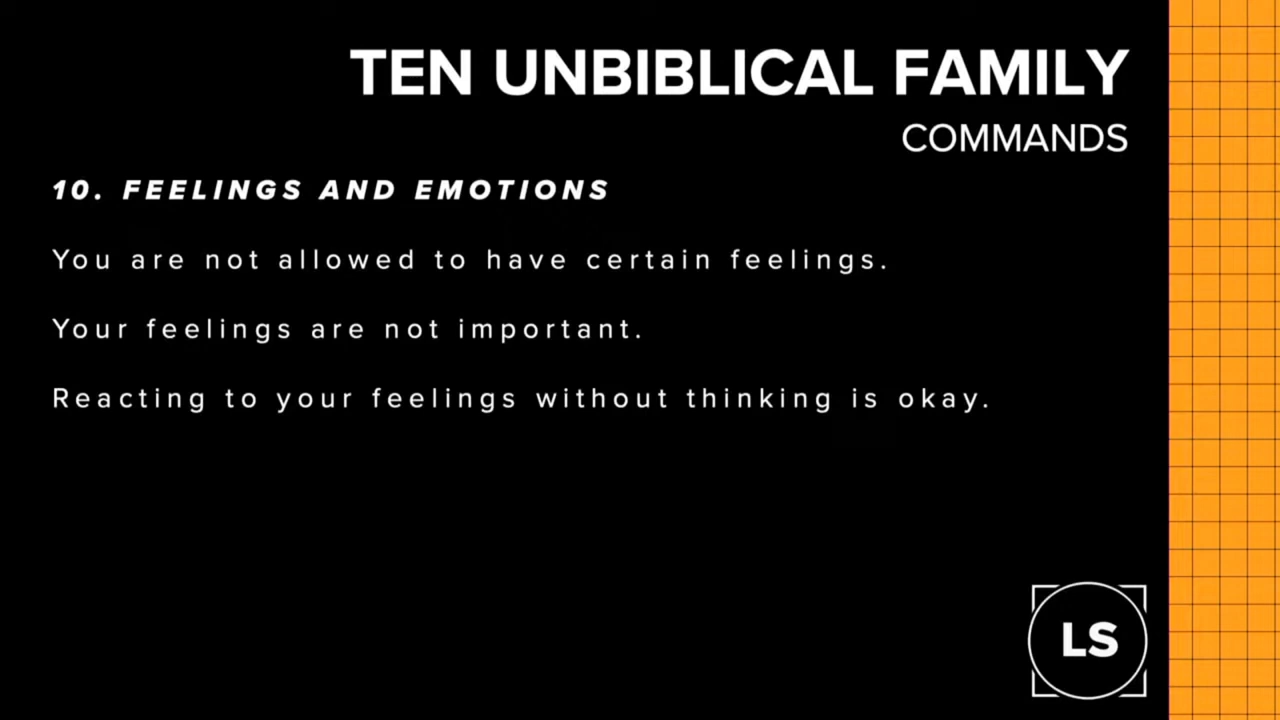 TEN UNBIBLICAL FAMILY
COMMANDS
10. FEELINGS AND EMOTIONS
You are not allowed to have certain feelings.
Your feelings are not important.
Reacting to your feelings without thinking is okay.
LS